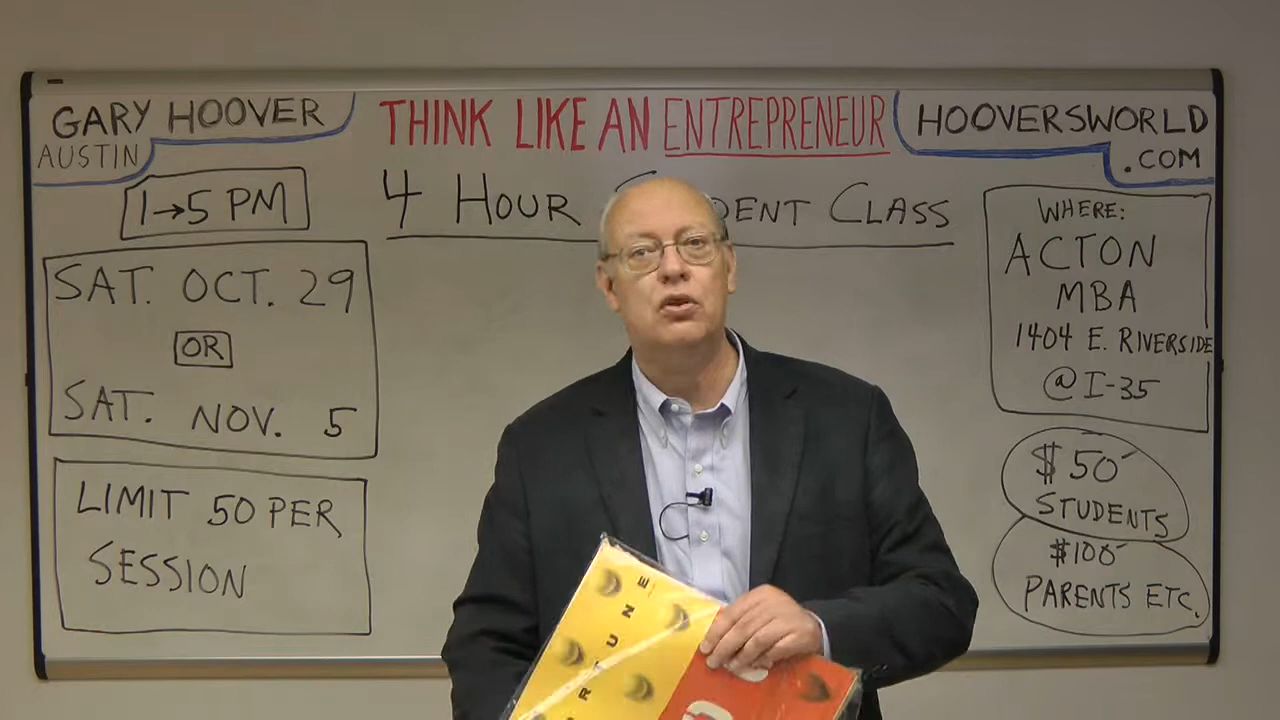 GARY HOOVER
AUSTIN
THINK LIKE AN ENTREPRENEUR
HOOVERSWORLD
.COM
1→5 PM
4 HOUR DENT CLASS
SAT. OCT. 29
OR
SAT. NOV. 5
LIMIT 50 PER
SESSION
WHERE:
ACTON
MBA
1404 E. RIVERSIDE
@ I-35
$50
STUDENTS
$100
PARENTS ETC.
RTUNE